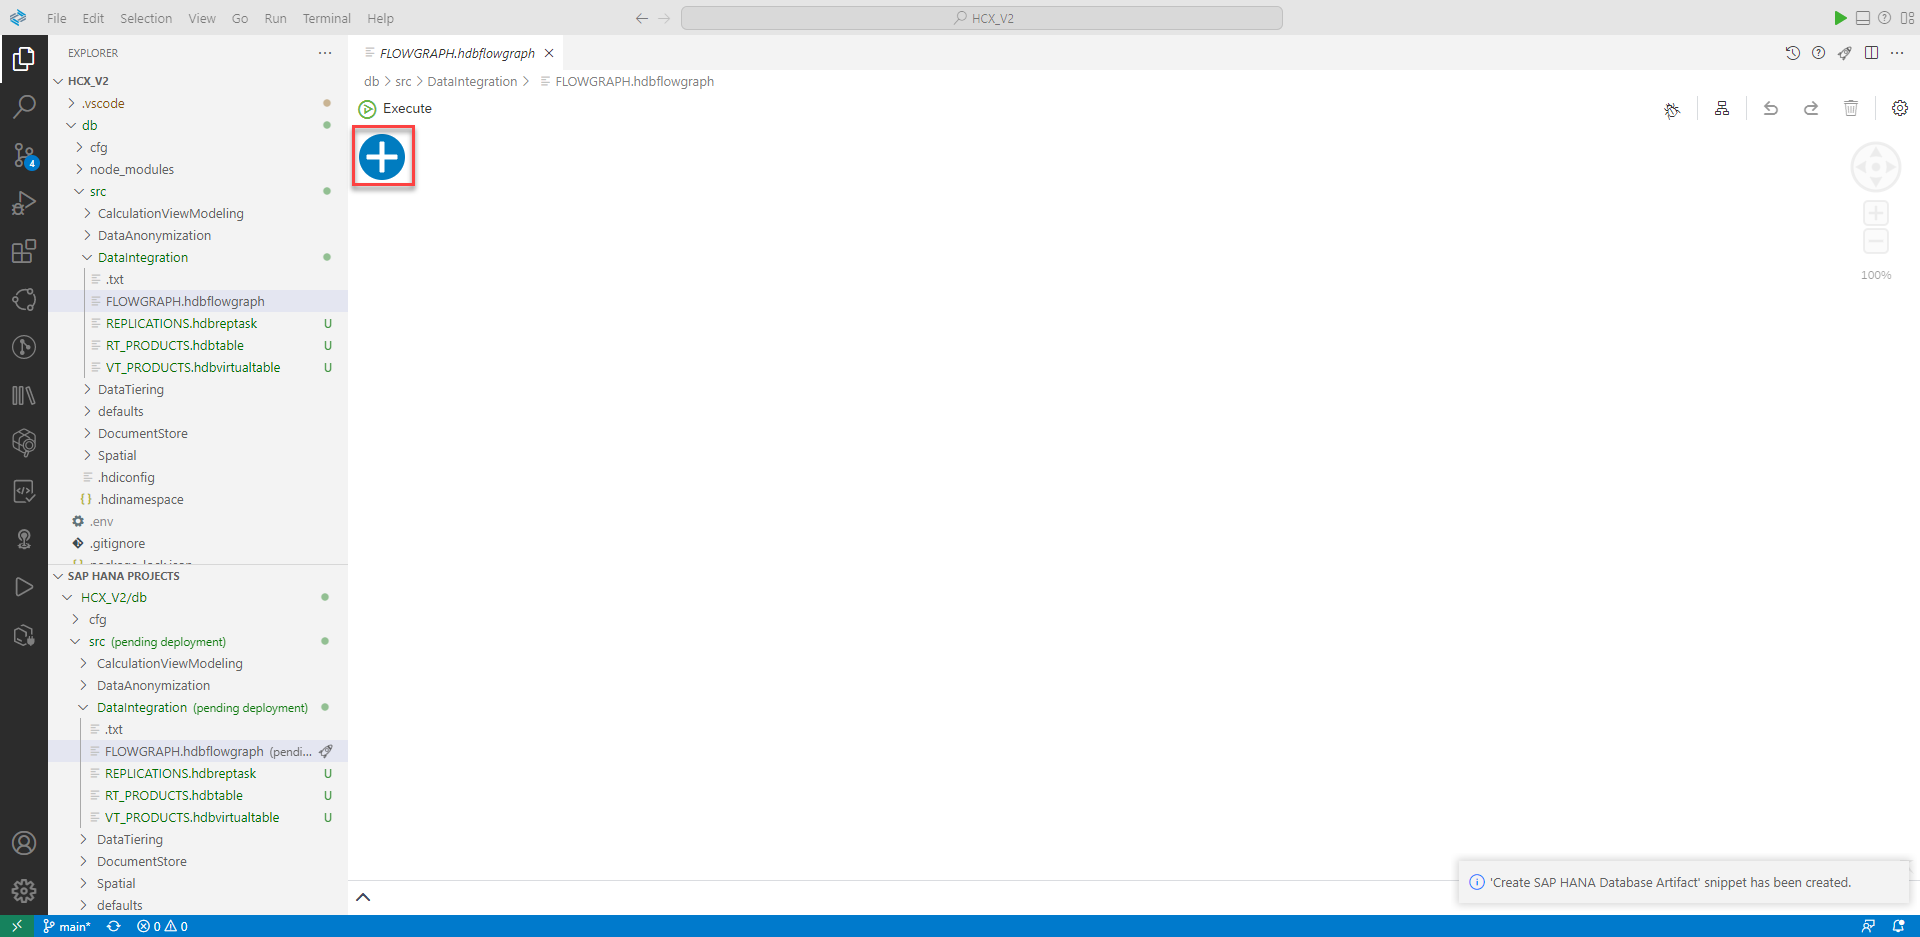 File Edit Selection View Go Run Terminal Help
HCX_V2
EXPLORER
HCX_V2
.vscode
db
cfg
node_modules
src
CalculationViewModeling
DataAnonymization
DataIntegration
.txt
FLOWGRAPH.hdbflowgraph
REPLICATIONS.hdbreptask U
RT_PRODUCTS.hdbtable U
VT_PRODUCTS.hdbvirtualtable U
DataTiering
defaults
DocumentStore
Spatial
.hdiconfig
.hdinamespace
.env
.gitignore
SAP HANA PROJECTS
HCX_V2/db
cfg
src (pending deployment)
CalculationViewModeling
DataAnonymization
DataIntegration (pending deployment)
.txt
FLOWGRAPH.hdbflowgraph (pendi...
REPLICATIONS.hdbreptask U
RT_PRODUCTS.hdbtable U
VT_PRODUCTS.hdbvirtualtable U
DataTiering
DocumentStore
Spatial
defaults
4
FLOWGRAPH.hdbflowgraph
db > src > DataIntegration > FLOWGRAPH.hdbflowgraph
Execute
100%
'Create SAP HANA Database Artifact' snippet has been created.
main* 0 0